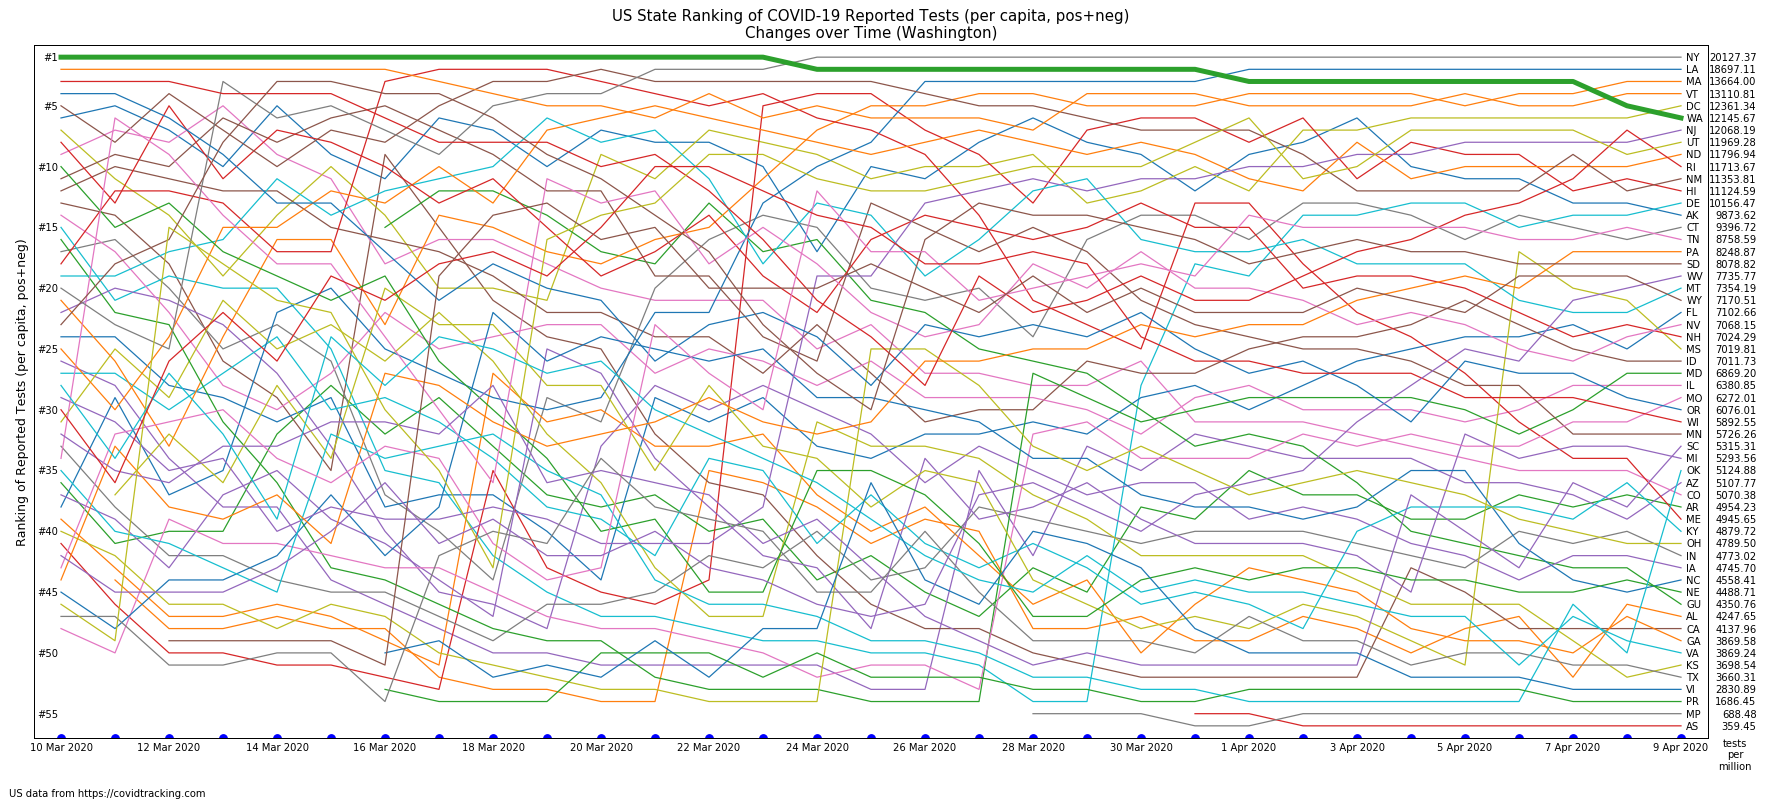 US State Ranking of COVID-19 Reported Tests (per capita, pos+neg)
Changes over Time (Washington)
Ranking of Reported Tests (per capita, pos+neg)
#1
#5
#10
#15
#20
#25
#30
#35
#40
#45
#50
#55
NY 20127.37
LA 18697.11
MA 13664.00
VT 13110.81
DC 12361.34
WA 12145.67
NJ 12068.19
UT 11969.28
ND 11796.94
RI 11713.67
NM 11353.81
HI 11124.59
DE 10156.47
AK 9873.62
CT 9396.72
TN 8758.59
PA 8248.87
SD 8078.82
WV 7735.77
MT 7354.19
WY 7170.51
FL 7102.66
NV 7068.15
NH 7024.29
MS 7019.81
ID 7011.73
MD 6869.20
IL 6380.85
MO 6272.01
OR 6076.01
WI 5892.55
MN 5726.26
SC 5315.31
MI 5293.56
OK 5124.88
AZ 5107.77
CO 5070.38
AR 4954.23
ME 4945.65
KY 4879.72
OH 4789.50
IN 4773.02
IA 4745.70
NC 4558.41
NE 4488.71
GU 4350.76
AL 4247.65
CA 4137.96
GA 3869.58
VA 3869.24
KS 3698.54
TX 3660.31
VI 2830.89
PR 1686.45
MP 688.48
AS 359.45
10 Mar 2020 12 Mar 2020 14 Mar 2020 16 Mar 2020 18 Mar 2020 20 Mar 2020 22 Mar 2020 24 Mar 2020 26 Mar 2020 28 Mar 2020 30 Mar 2020 1 Apr 2020 3 Apr 2020 5 Apr 2020 7 Apr 2020 9 Apr 2020
tests
per
million
US data from https://covidtracking.com